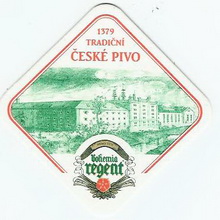 1379
TRADIČNÍ
ČESKÉ PIVO
Bohemia
regent